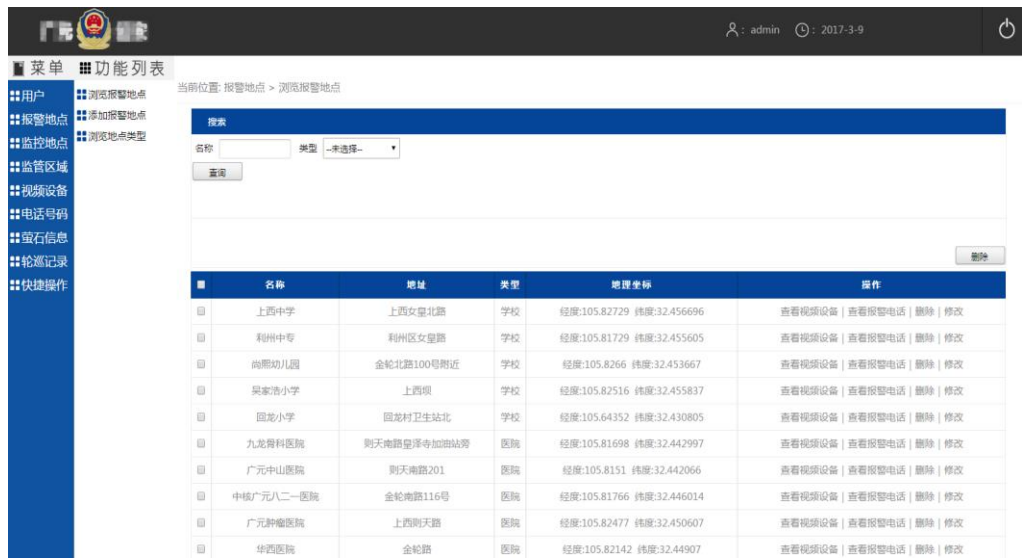 : admin : 2017-3-9
菜单 功能列表
当前位置: 报警地点 > 浏览报警地点
用户
报警地点
监控地点
监管区域
视频设备
电话号码
萤石信息
轮巡记录
快捷操作
浏览报警地点
添加报警地点
浏览地点类型
搜索
名称 类型 --未选择--
查询
删除
名称 地址 类型 地理坐标 操作
上西中学 上西女皇北路 学校 经度:105.82729 纬度:32.456696 查看视频设备 | 查看报警电话 | 删除 | 修改
利州中专 利州区女皇路 学校 经度:105.81729 纬度:32.455605 查看视频设备 | 查看报警电话 | 删除 | 修改
尚熙幼儿园 金轮北路100号附近 学校 经度:105.8266 纬度:32.453667 查看视频设备 | 查看报警电话 | 删除 | 修改
吴家浩小学 上西坝 学校 经度:105.82516 纬度:32.455837 查看视频设备 | 查看报警电话 | 删除 | 修改
回龙小学 回龙村卫生站北 学校 经度:105.64352 纬度:32.430805 查看视频设备 | 查看报警电话 | 删除 | 修改
九龙骨科医院 则天南路皇泽寺加油站旁 医院 经度:105.81698 纬度:32.442997 查看视频设备 | 查看报警电话 | 删除 | 修改
广元中山医院 则天南路201 医院 经度:105.8151 纬度:32.442066 查看视频设备 | 查看报警电话 | 删除 | 修改
中核广元八二一医院 金轮南路116号 医院 经度:105.81766 纬度:32.446014 查看视频设备 | 查看报警电话 | 删除 | 修改
广元肿瘤医院 上西则天路 医院 经度:105.82477 纬度:32.450607 查看视频设备 | 查看报警电话 | 删除 | 修改
华西医院 金轮路 医院 经度:105.82142 纬度:32.44907 查看视频设备 | 查看报警电话 | 删除 | 修改